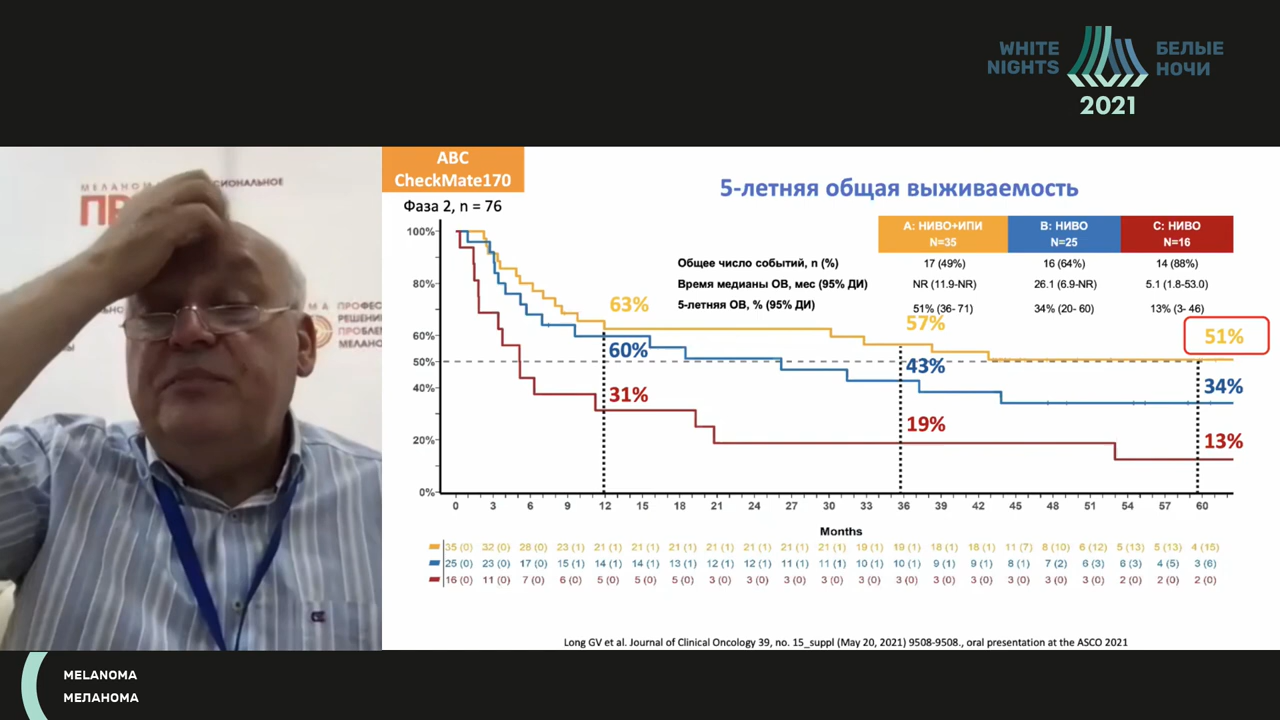 WHITE NIGHTS
БЕЛЫЕ НОЧИ
2021
МЕЛАНОМА
ABC
CheckMate170
Фаза 2, n = 76
5-летняя общая выживаемость
A: НИВО+ИПИ B: НИВО C: НИВО
N=35 N=25 N=16
Общее число событий, n (%) 17 (49%) 16 (64%) 14 (88%)
Время медианы ОВ, мес (95% ДИ) NR (11.9-NR) 26.1 (6.9-NR) 5.1 (1.8-53.0)
5-летняя ОВ, % (95% ДИ) 51% (36- 71) 34% (20- 60) 13% (3- 46)
100%
80%
60%
50%
40%
20%
0%
63% 57% 51%
60% 43% 34%
31% 19% 13%
0 3 6 9 12 15 18 21 24 27 30 33 36 39 42 45 48 51 54 57 60
Months
35 (0) 32 (0) 28 (0) 23 (1) 21 (1) 21 (1) 21 (1) 21 (1) 21 (1) 21 (1) 21 (1) 19 (1) 19 (1) 18 (1) 18 (1) 11 (7) 8 (10) 6 (12) 5 (13) 5 (13) 4 (15)
25 (0) 23 (0) 17 (0) 15 (1) 14 (1) 14 (1) 13 (1) 12 (1) 12 (1) 11 (1) 11 (1) 10 (1) 10 (1) 9 (1) 9 (1) 8 (1) 7 (2) 6 (3) 6 (3) 4 (5) 3 (6)
16 (0) 11 (0) 7 (0) 6 (0) 5 (0) 5 (0) 5 (0) 3 (0) 3 (0) 3 (0) 3 (0) 3 (0) 3 (0) 3 (0) 3 (0) 3 (0) 3 (0) 3 (0) 2 (0) 2 (0) 2 (0)
Long GV et al. Journal of Clinical Oncology 39, no. 15_suppl (May 20, 2021) 9508-9508., oral presentation at the ASCO 2021
MELANOMA
МЕЛАНОМА